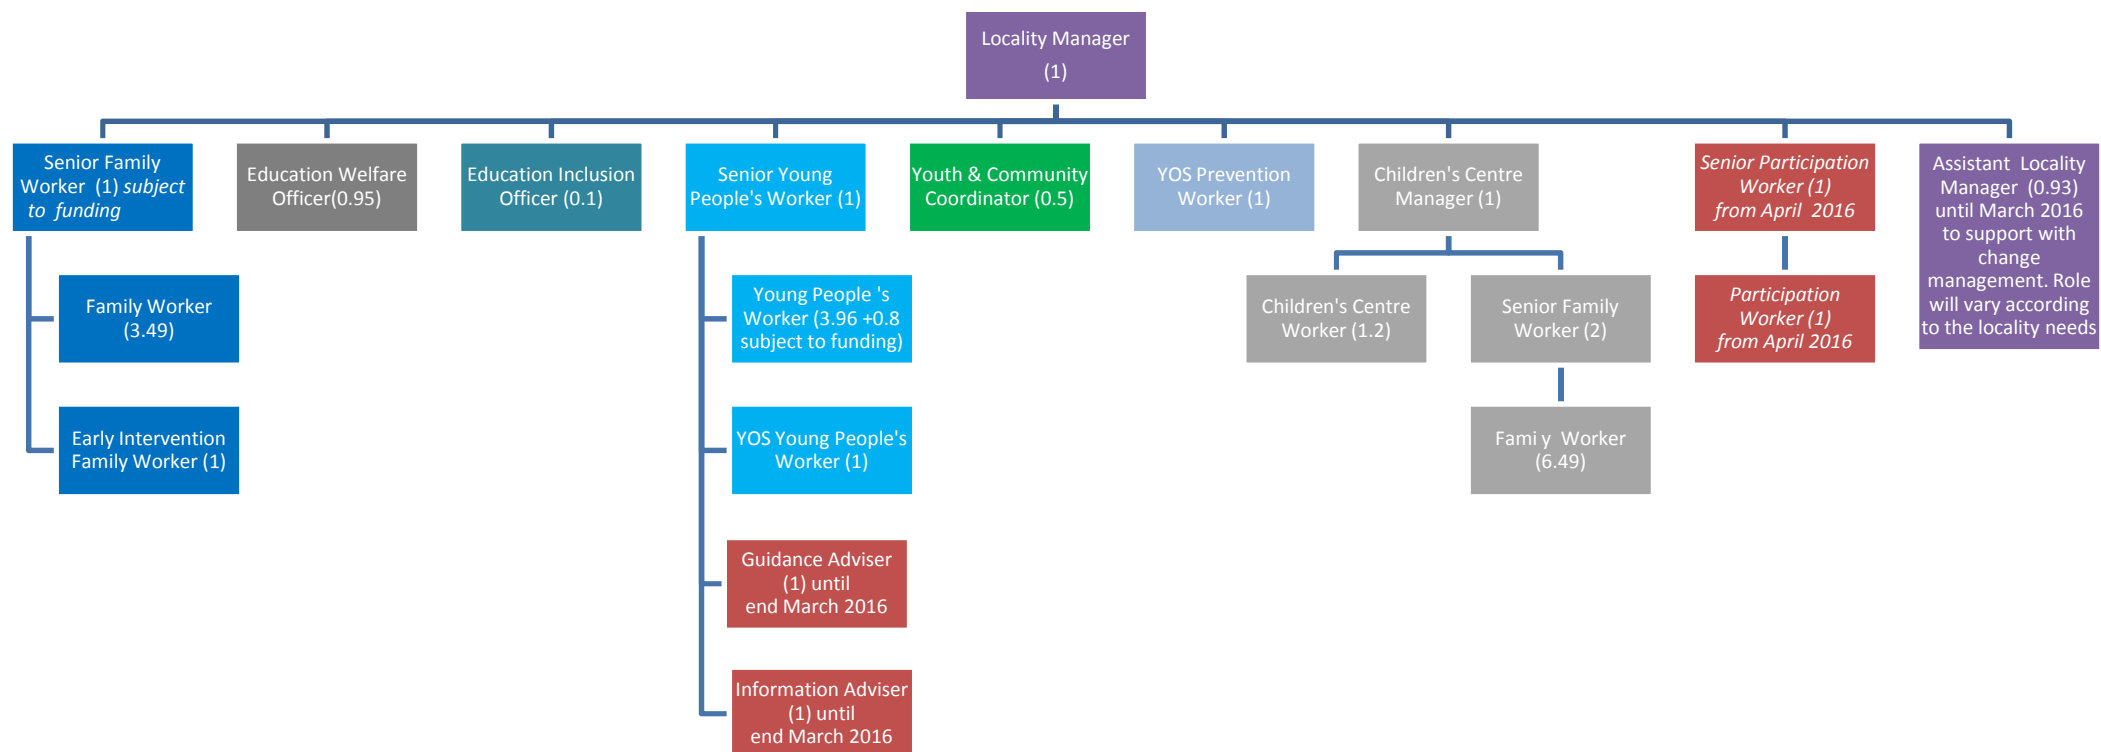 Locality Manager
(1)
Senior Family
Worker (1) subject
to funding
Education Welfare
Officer(0.95)
Education Inclusion
Officer (0.1)
Senior Young
People's Worker (1)
Youth & Community
Coordinator (0.5)
YOS Prevention
Worker (1)
Children's Centre
Manager (1)
Senior Participation
Worker (1)
from April 2016
Assistant Locality
Manager (0.93)
until March 2016
to support with
change
management. Role
will vary according
to the locality needs
Family Worker
(3.49)
Young People 's
Worker (3.96 +0.8
subject to funding)
Children's Centre
Worker (1.2)
Senior Family
Worker (2)
Participation
Worker (1)
from April 2016
Early Intervention
Family Worker (1)
YOS Young People's
Worker (1)
Fami y Worker
(6.49)
Guidance Adviser
(1) until
end March 2016
Information Adviser
(1) until
end March 2016